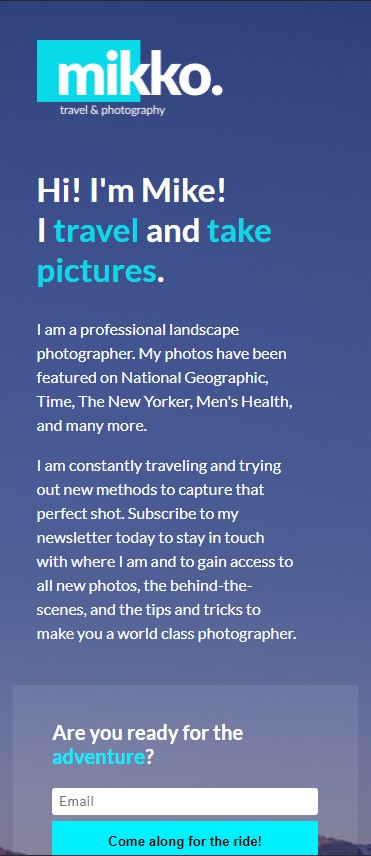 mikko.
travel & photography
Hi! I'm Mike!
I travel and take
pictures.
I am a professional landscape
photographer. My photos have been
featured on National Geographic,
Time, The New Yorker, Men's Health,
and many more.
I am constantly traveling and trying
out new methods to capture that
perfect shot. Subscribe to my
newsletter today to stay in touch
with where I am and to gain access to
all new photos, the behind-the-
scenes, and the tips and tricks to
make you a world class photographer.
Are you ready for the
adventure?
Email
Come along for the ride!